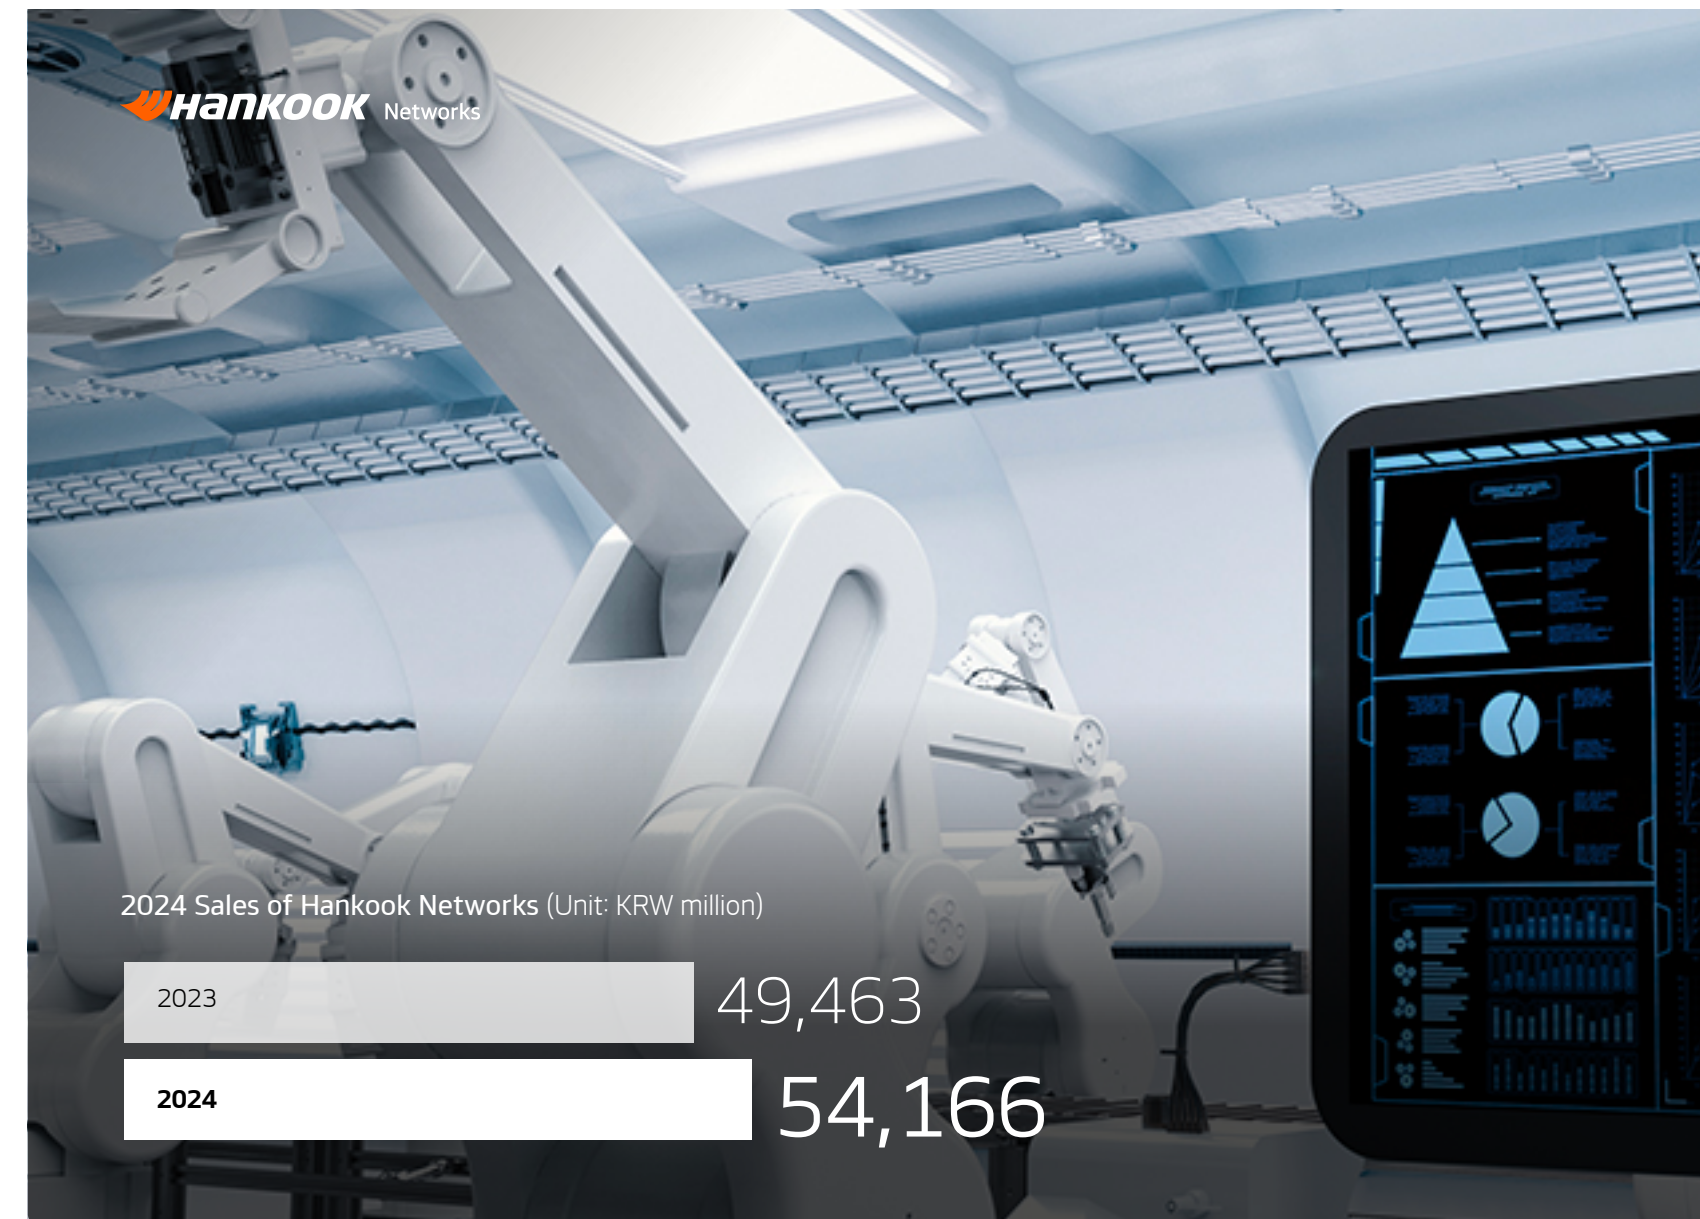 Hankook Networks
2024 Sales of Hankook Networks (Unit: KRW million)
2023 49,463
2024 54,166